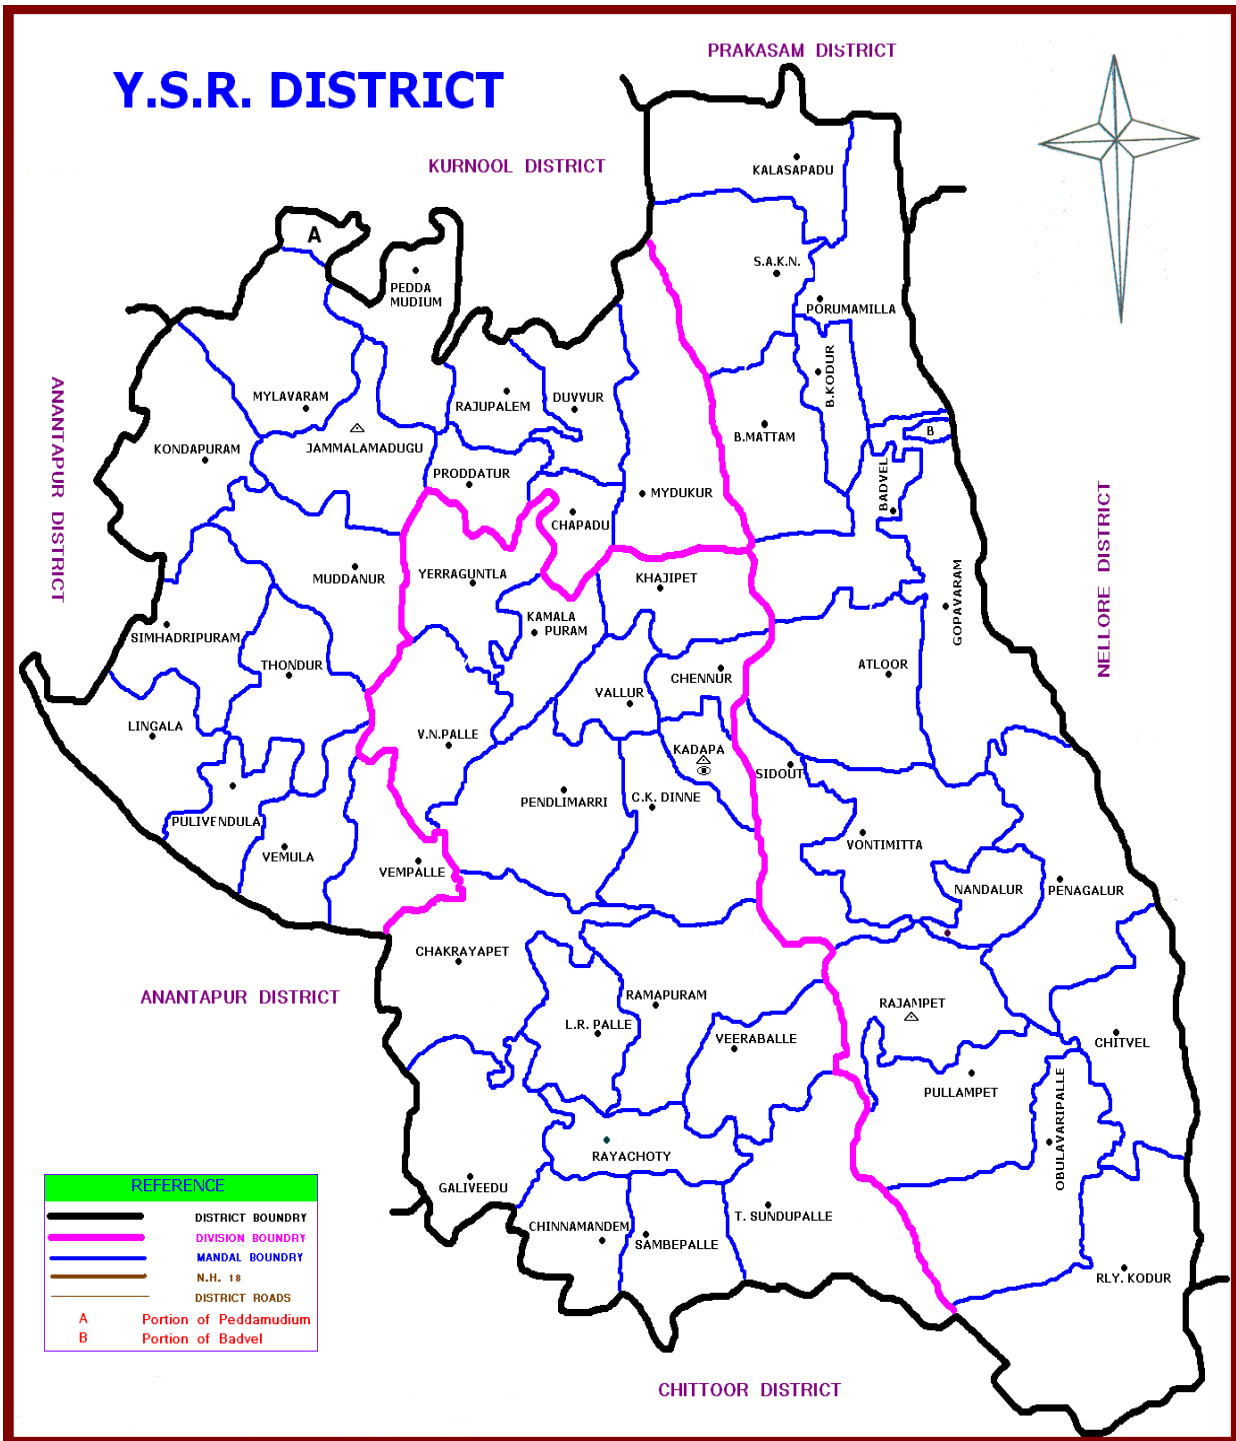 PRAKASAM DISTRICT
Y.S.R. DISTRICT
KURNOOL DISTRICT
KALASAPADU
A
S.A.K.N.
PEDDA
MUDIUM
PORUMAMILLA
B.KODUR
ANANTAPUR DISTRICT
MYLAVARAM
RAJUPALEM
DUVVUR
B.MATTAM
B
KONDAPURAM
JAMMALAMADUGU
PRODDATUR
BADVEL
MYDUKUR
CHAPADU
NELLORE DISTRICT
MUDDANUR
YERRAGUNTLA
KHAJIPET
GOPAVARAM
KAMALA
PURAM
SIMHADRIPURAM
THONDUR
ATLOOR
CHENNUR
VALLUR
LINGALA
V.N.PALLE
KADAPA
SIDOUT
PENDLIMARRI
C.K. DINNE
PULIVENDULA
VONTIMITTA
VEMULA
VEMPALLE
NANDALUR
PENAGALUR
CHAKRAYAPET
ANANTAPUR DISTRICT
RAMAPURAM
RAJAMPET
L.R. PALLE
VEERABALLE
CHITVEL
PULLAMPET
OBULAVARIPALLE
RAYACHOTY
GALIVEEDU
CHINNAMANDEM
T. SUNDUPALLE
SAMBEPALLE
RLY. KODUR
REFERENCE
DISTRICT BOUNDRY
DIVISION BOUNDRY
MANDAL BOUNDRY
N.H. 18
DISTRICT ROADS
A Portion of Peddamudium
B Portion of Badvel
CHITTOOR DISTRICT